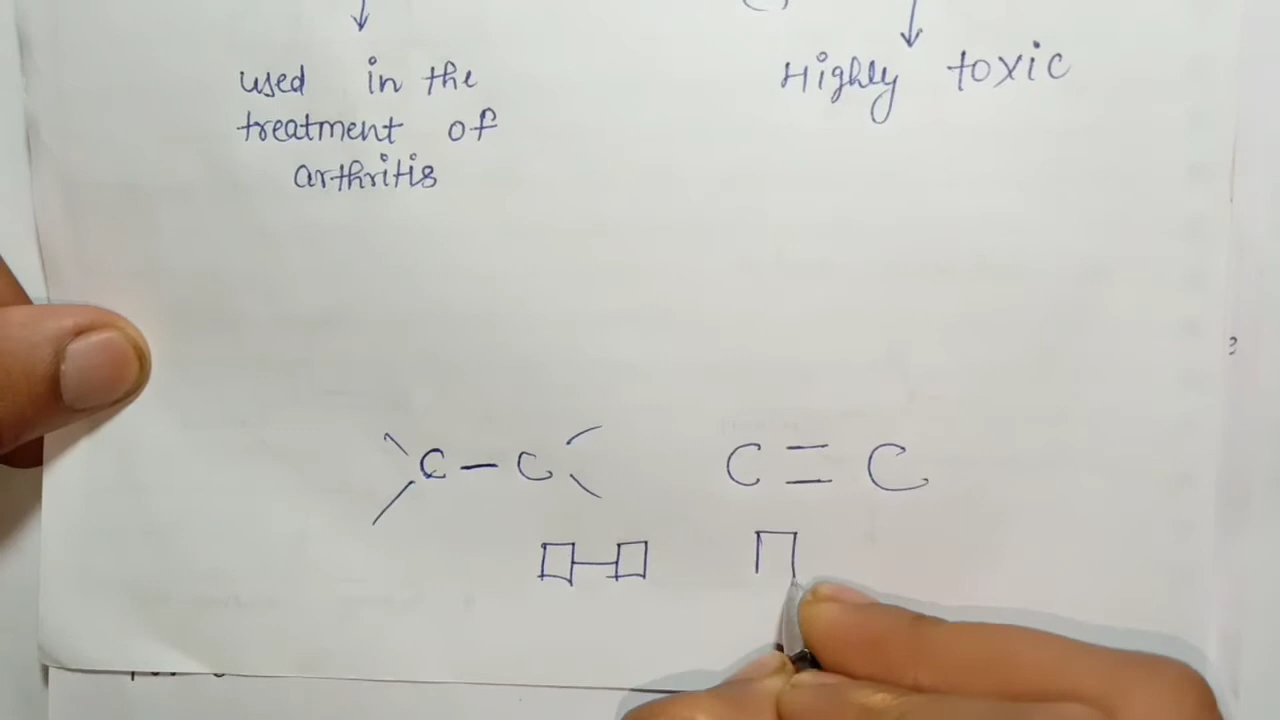 used in the
treatment of
arthritis
Highly toxic
C - C
C = C